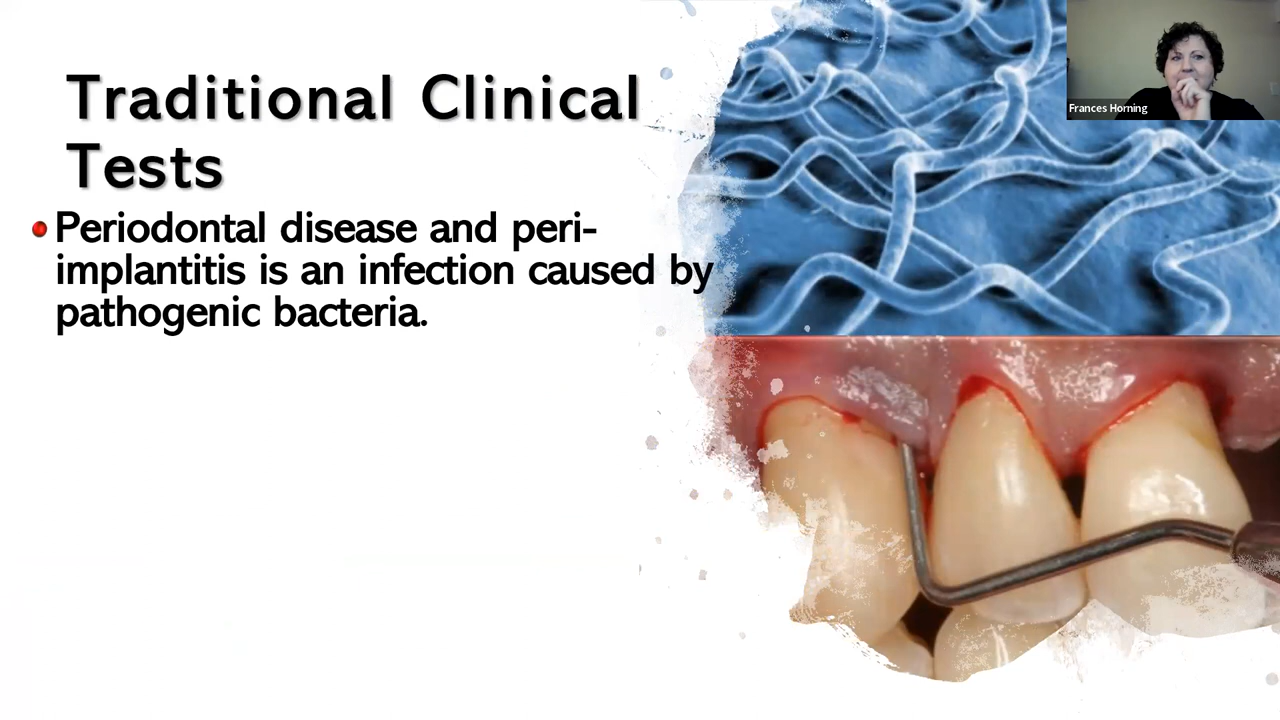 Traditional Clinical
Tests
Periodontal disease and peri-
implantitis is an infection caused by
pathogenic bacteria.
Frances Horning